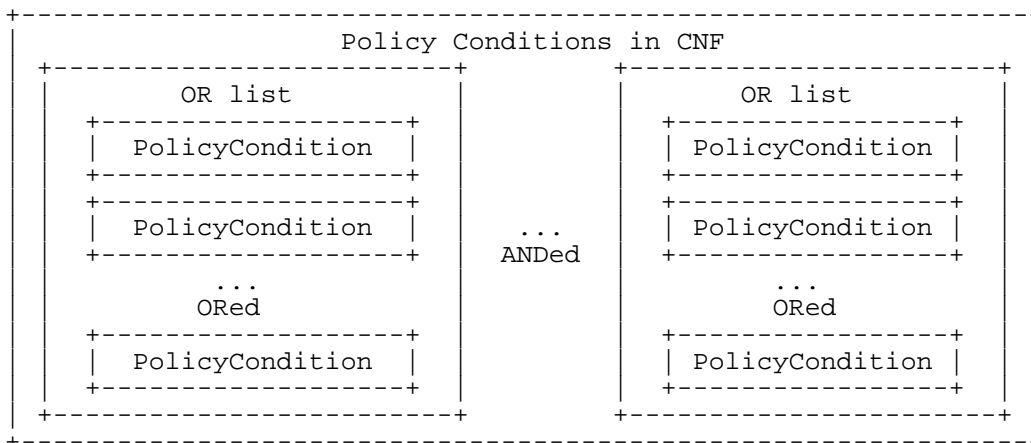 Policy Conditions in CNF
OR list OR list
PolicyCondition PolicyCondition
PolicyCondition ... PolicyCondition
ANDed
... ...
ORed ORed
PolicyCondition PolicyCondition